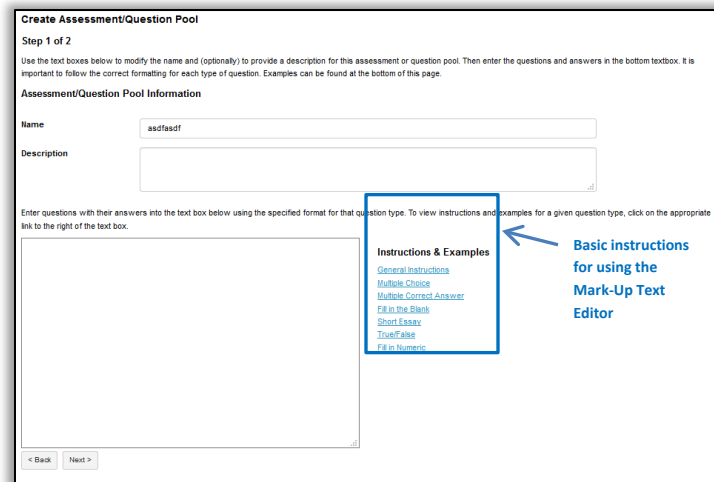 Create Assessment/Question Pool
Step 1 of 2
Use the text boxes below to modify the name and (optionally) to provide a description for this assessment or question pool. Then enter the questions and answers in the bottom textbox. It is
important to follow the correct formatting for each type of question. Examples can be found at the bottom of this page.
Assessment/Question Pool Information
Name
asdfasdf
Description
Enter questions with their answers into the text box below using the specified format for that question type. To view instructions and examples for a given question type, click on the appropriate
link to the right of the text box.
Instructions & Examples
General Instructions
Multiple Choice
Multiple Correct Answer
Fill in the Blank
Short Essay
True/False
Fill in Numeric
Basic instructions
for using the
Mark-Up Text
Editor
< Back
Next >